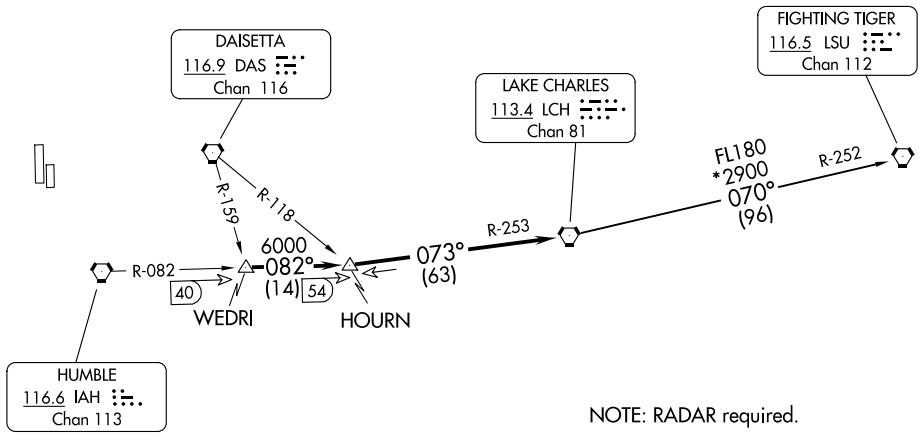 DAISETTA
116.9 DAS
Chan 116
FIGHTING TIGER
116.5 LSU
Chan 112
LAKE CHARLES
113.4 LCH
Chan 81
R-159
R-118
R-253
FL180
*2900
070°
(96)
R-252
R-082
40
WEDRI
6000
082°
(14)
54
HOURN
073°
(63)
HUMBLE
116.6 IAH
Chan 113
NOTE: RADAR required.